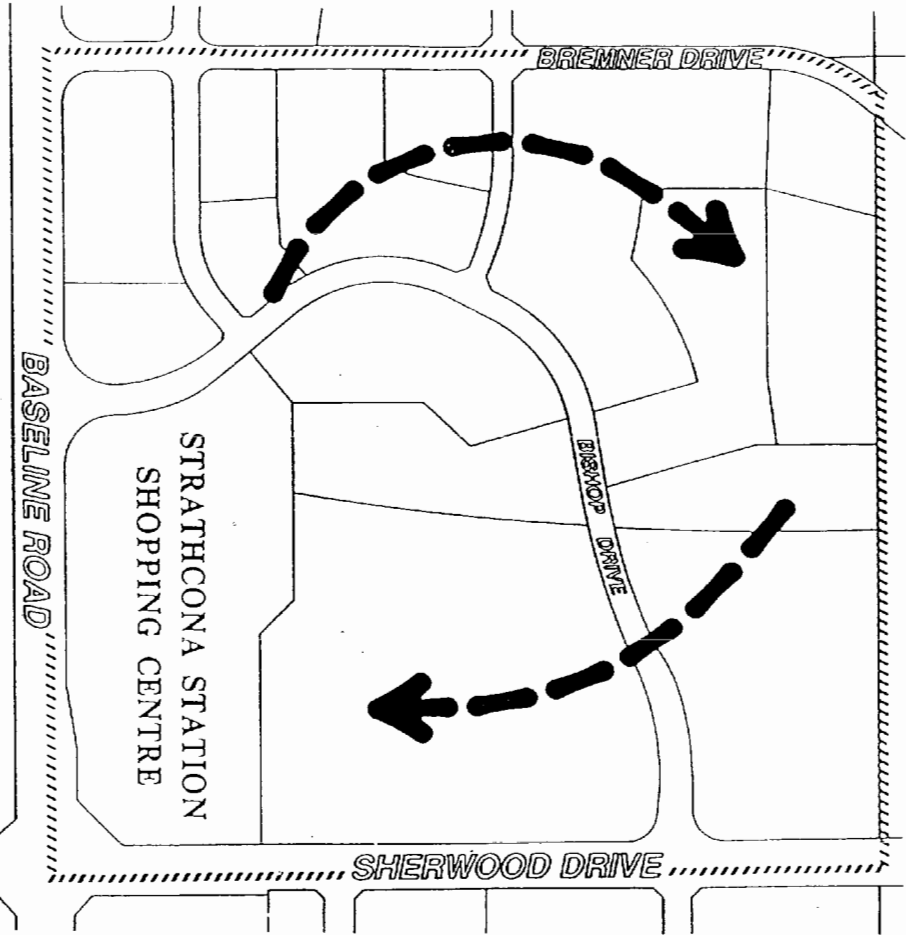 BREMNER DRIVE
BASELINE ROAD
BISHOP DRIVE
STRATHCONA STATION
SHOPPING CENTRE
SHERWOOD DRIVE